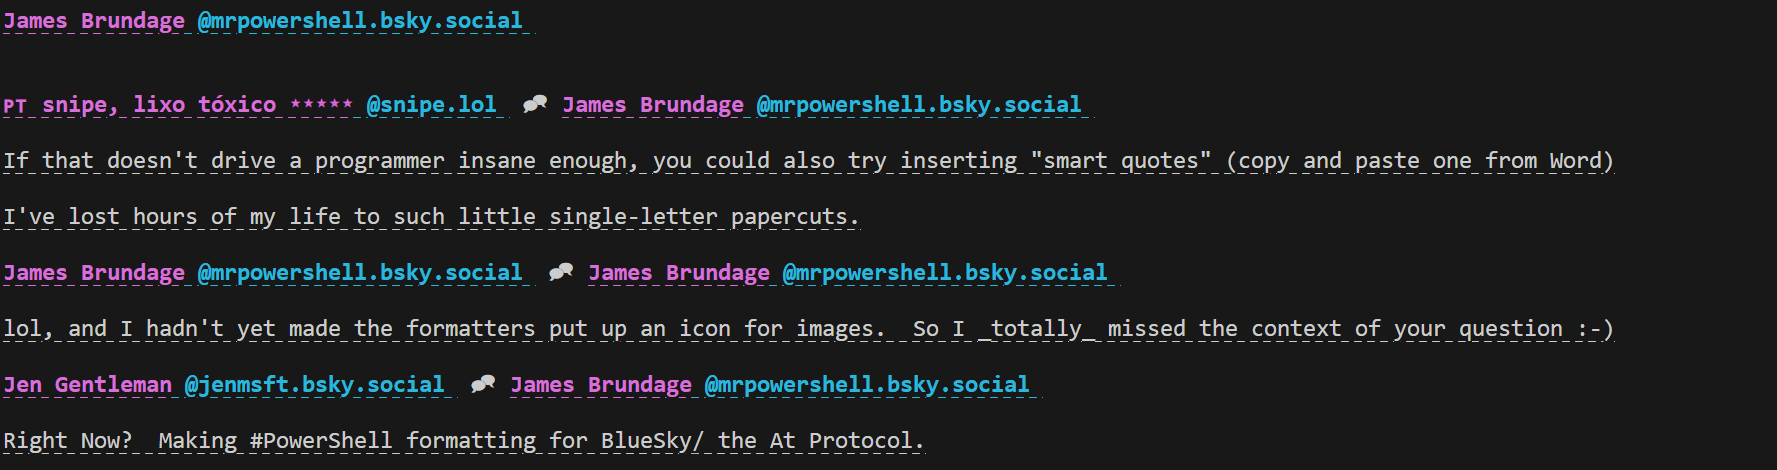 James Brundage @mrpowershell.bsky.social
PT snipe, lixo tóxico ⋆⋆⋆⋆⋆ @snipe.lol 🗪 James Brundage @mrpowershell.bsky.social
If that doesn't drive a programmer insane enough, you could also try inserting "smart quotes" (copy and paste one from Word)
I've lost hours of my life to such little single-letter papercuts.
James Brundage @mrpowershell.bsky.social 🗪 James Brundage @mrpowershell.bsky.social
lol, and I hadn't yet made the formatters put up an icon for images.  So I _totally_ missed the context of your question :-)
Jen Gentleman @jenmsft.bsky.social 🗪 James Brundage @mrpowershell.bsky.social
Right Now?  Making #PowerShell formatting for BlueSky/ the At Protocol.